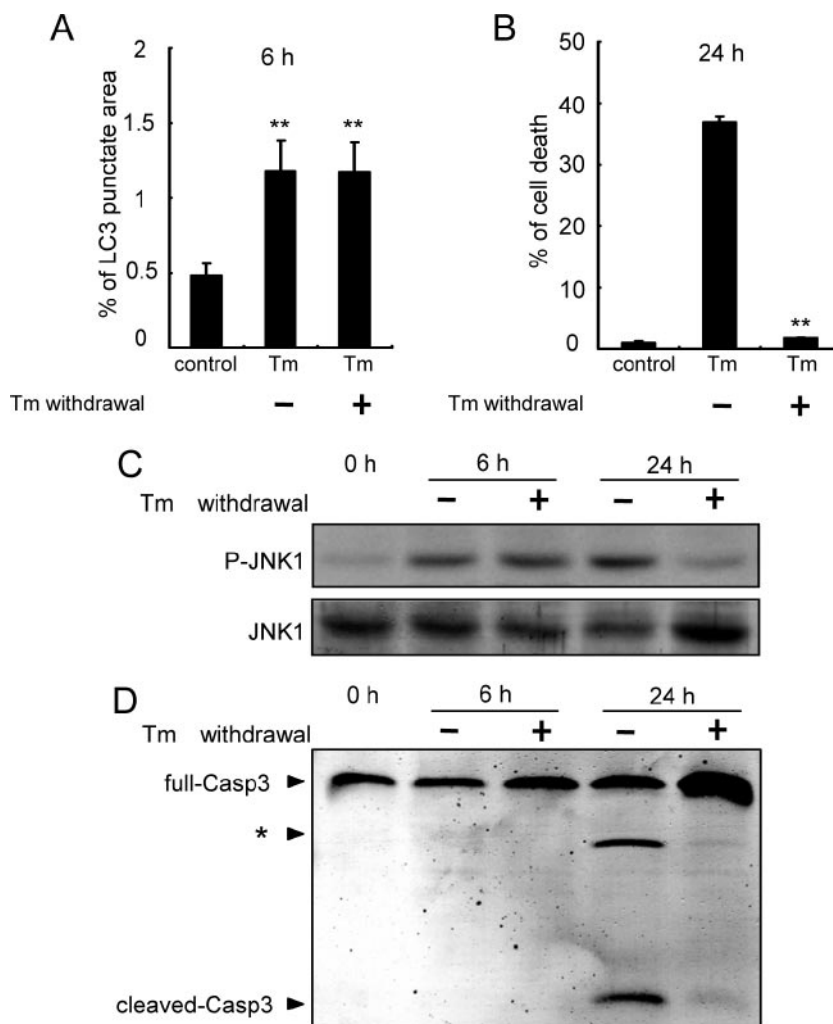 A
6 h
% of LC3 punctate area
2
1.5
1
0.5
0
** **
control Tm Tm
Tm withdrawal − +
B
24 h
% of cell death
50
40
30
20
10
0
**
control Tm Tm
Tm withdrawal − +
C
0 h 6 h 24 h
Tm withdrawal − + − +
P-JNK1
JNK1
D
0 h 6 h 24 h
Tm withdrawal − + − +
full-Casp3
*
cleaved-Casp3